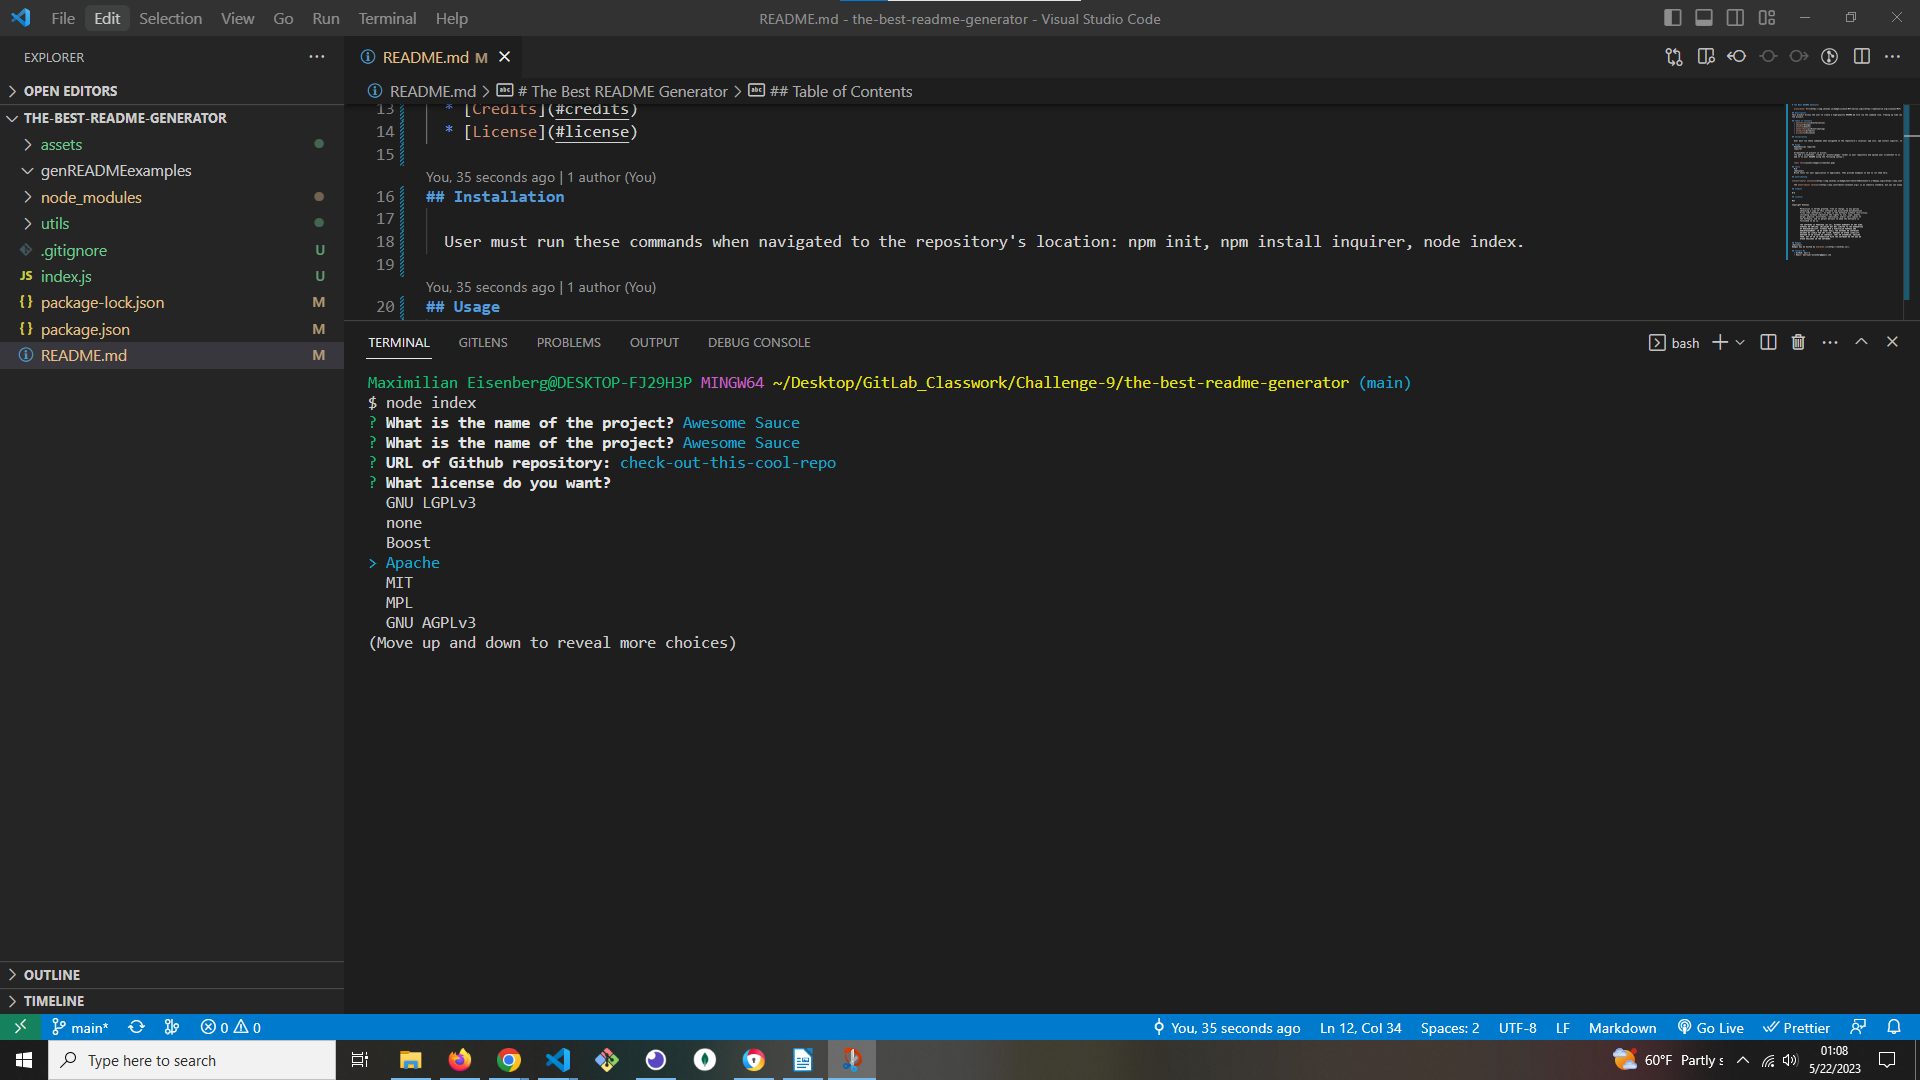 File Edit Selection View Go Run Terminal Help
README.md - the-best-readme-generator - Visual Studio Code
EXPLORER
OPEN EDITORS
THE-BEST-README-GENERATOR
assets
genREADMEexamples
node_modules
utils
.gitignore U
JS index.js U
{} package-lock.json M
{} package.json M
README.md M
OUTLINE
TIMELINE
README.md M
README.md > # The Best README Generator > ## Table of Contents
13 * [Credits](#credits)
14 * [License](#license)
15
You, 35 seconds ago | 1 author (You)
16 ## Installation
17
18 User must run these commands when navigated to the repository's location: npm init, npm install inquirer, node index.
19
You, 35 seconds ago | 1 author (You)
20 ## Usage
TERMINAL GITLENS PROBLEMS OUTPUT DEBUG CONSOLE
bash
Maximilian Eisenberg@DESKTOP-FJ29H3P MINGW64 ~/Desktop/GitLab_Classwork/Challenge-9/the-best-readme-generator (main)
$ node index
? What is the name of the project? Awesome Sauce
? What is the name of the project? Awesome Sauce
? URL of Github repository: check-out-this-cool-repo
? What license do you want?
GNU LGPLv3
none
Boost
> Apache
MIT
MPL
GNU AGPLv3
(Move up and down to reveal more choices)
main* 0 0
You, 35 seconds ago Ln 12, Col 34 Spaces: 2 UTF-8 LF Markdown Go Live Prettier
Type here to search
60°F Partly s
01:08
5/22/2023